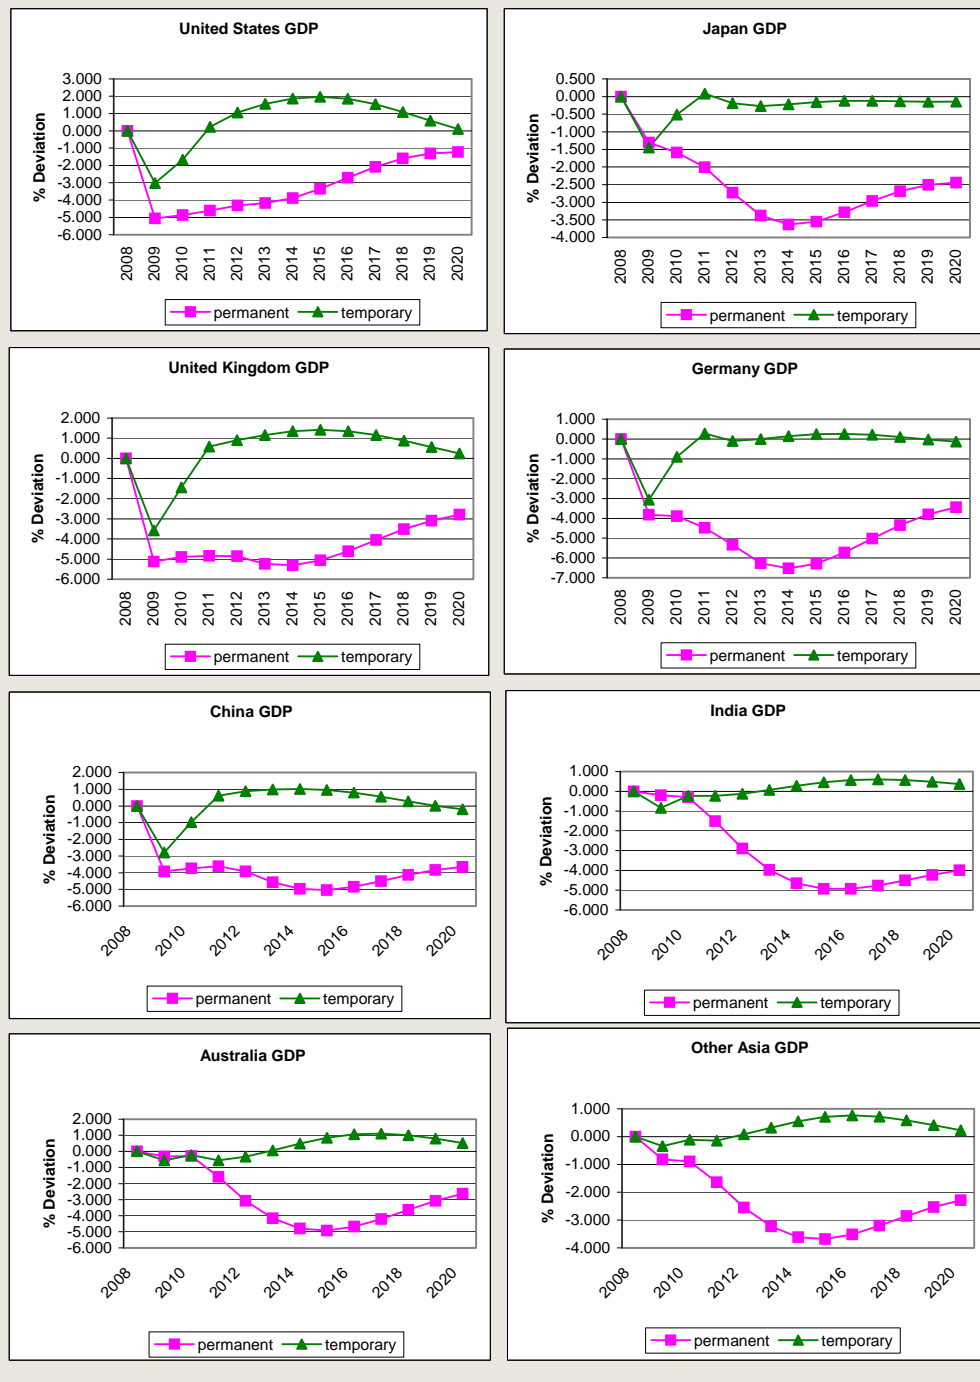 United States GDP
% Deviation
3.000
2.000
1.000
0.000
-1.000
-2.000
-3.000
-4.000
-5.000
-6.000
2008 2009 2010 2011 2012 2013 2014 2015 2016 2017 2018 2019 2020
permanent temporary
Japan GDP
% Deviation
0.500
0.000
-0.500
-1.000
-1.500
-2.000
-2.500
-3.000
-3.500
-4.000
2008 2009 2010 2011 2012 2013 2014 2015 2016 2017 2018 2019 2020
permanent temporary
United Kingdom GDP
% Deviation
2.000
1.000
0.000
-1.000
-2.000
-3.000
-4.000
-5.000
-6.000
2008 2009 2010 2011 2012 2013 2014 2015 2016 2017 2018 2019 2020
permanent temporary
Germany GDP
% Deviation
1.000
0.000
-1.000
-2.000
-3.000
-4.000
-5.000
-6.000
-7.000
2008 2009 2010 2011 2012 2013 2014 2015 2016 2017 2018 2019 2020
permanent temporary
China GDP
% Deviation
2.000
1.000
0.000
-1.000
-2.000
-3.000
-4.000
-5.000
-6.000
2008 2010 2012 2014 2016 2018 2020
permanent temporary
India GDP
% Deviation
1.000
0.000
-1.000
-2.000
-3.000
-4.000
-5.000
-6.000
2008 2010 2012 2014 2016 2018 2020
permanent temporary
Australia GDP
% Deviation
2.000
1.000
0.000
-1.000
-2.000
-3.000
-4.000
-5.000
-6.000
2008 2010 2012 2014 2016 2018 2020
permanent temporary
Other Asia GDP
% Deviation
1.000
0.000
-1.000
-2.000
-3.000
-4.000
2008 2010 2012 2014 2016 2018 2020
permanent temporary